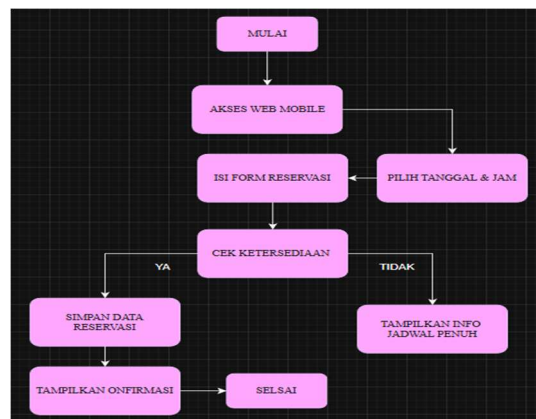 MULAI
AKSES WEB MOBILE
PILIH TANGGAL & JAM
ISI FORM RESERVASI
CEK KETERSEDIAAN
YA
TIDAK
SIMPAN DATA
RESERVASI
TAMPILKAN INFO
JADWAL PENUH
TAMPILKAN ONFIRMASI
SELSAI